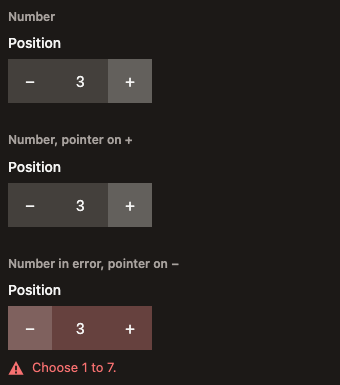 Number
Position
− 3 +
Number, pointer on +
Position
− 3 +
Number in error, pointer on −
Position
− 3 +
Choose 1 to 7.